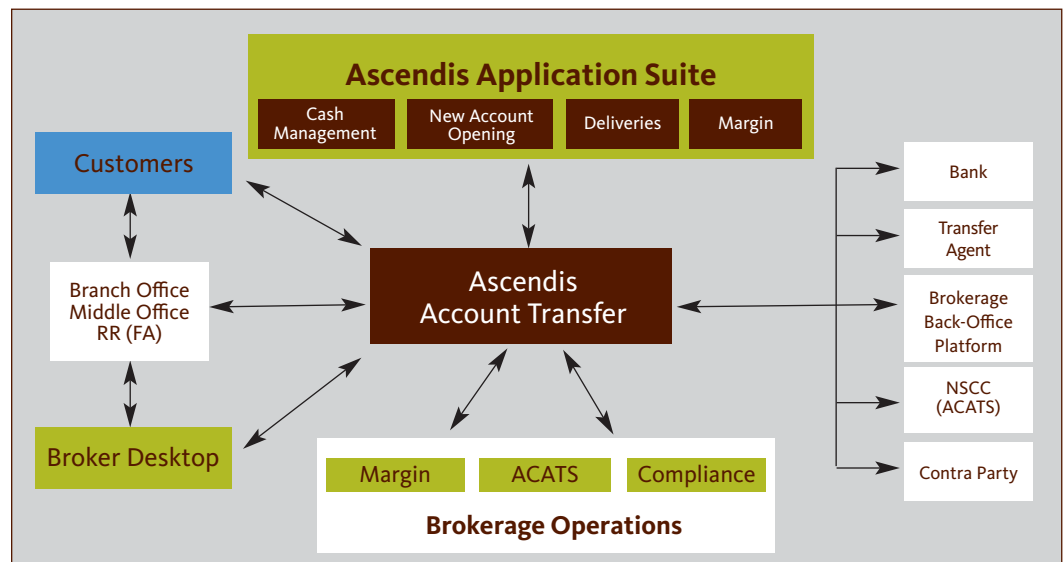 Ascendis Application Suite
Cash
Management
New Account
Opening
Deliveries
Margin
Customers
Branch Office
Middle Office
RR (FA)
Broker Desktop
Ascendis
Account Transfer
Margin
ACATS
Compliance
Brokerage Operations
Bank
Transfer
Agent
Brokerage
Back-Office
Platform
NSCC
(ACATS)
Contra Party